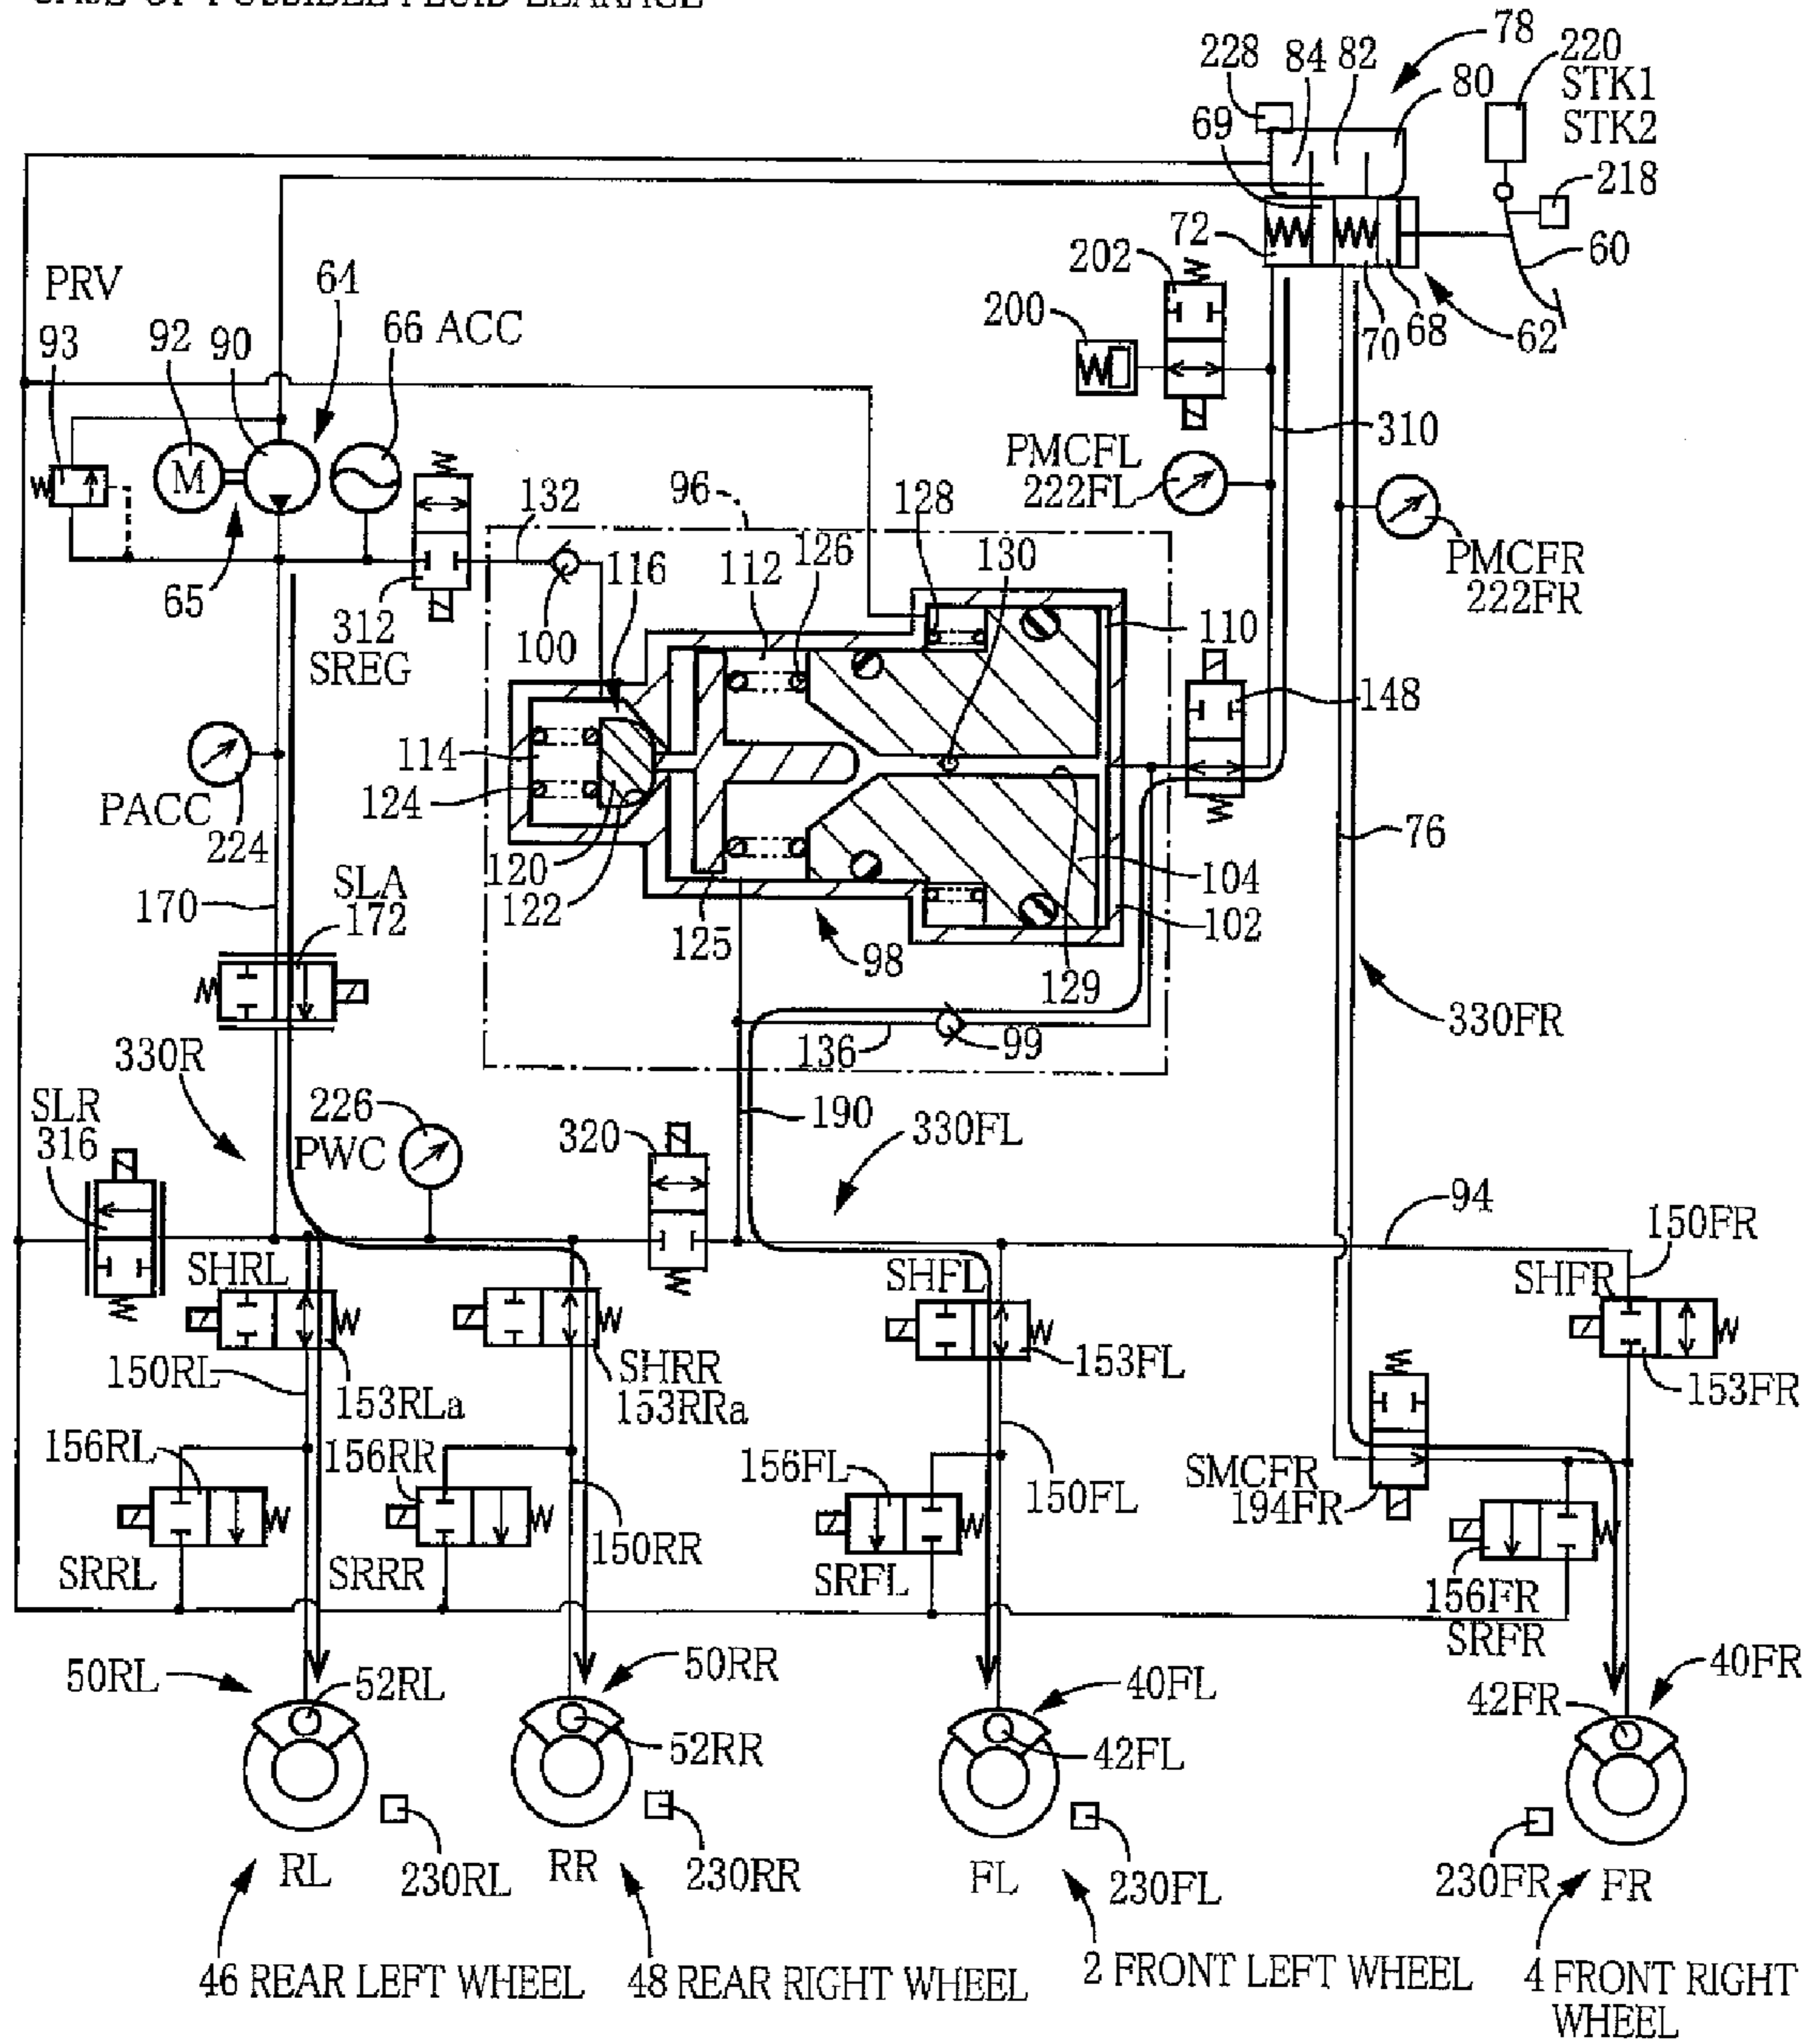 78
228
84 82
220
STK1
STK2
80
69
218
72
202
60
PRV
64
200
66 ACC
93
92
90
70
68
62
310
PMCFL
222FL
M
132
96
128
126
130
PMCFR
222FR
65
116
112
110
312
SREG
100
148
114
124
PACC
224
76
120
122
104
102
SLA
172
170
125
98
129
330FR
136
99
330R
226
PWC
190
320
330FL
SLR
316
94
150FR
SHRL
SHFL
SHFR
150RL
SHRR
153RRa
153FL
153RLa
153FR
156RL
156RR
156FL
150FL
SMCFR
194FR
150RR
SRRL
SRRR
SRFL
156FR
SRFR
50RL
52RL
50RR
40FL
40FR
42FR
52RR
42FL
RL
230RL
RR
230RR
FL
230FL
230FR
FR
46 REAR LEFT WHEEL
48 REAR RIGHT WHEEL
2 FRONT LEFT WHEEL
4 FRONT RIGHT
WHEEL